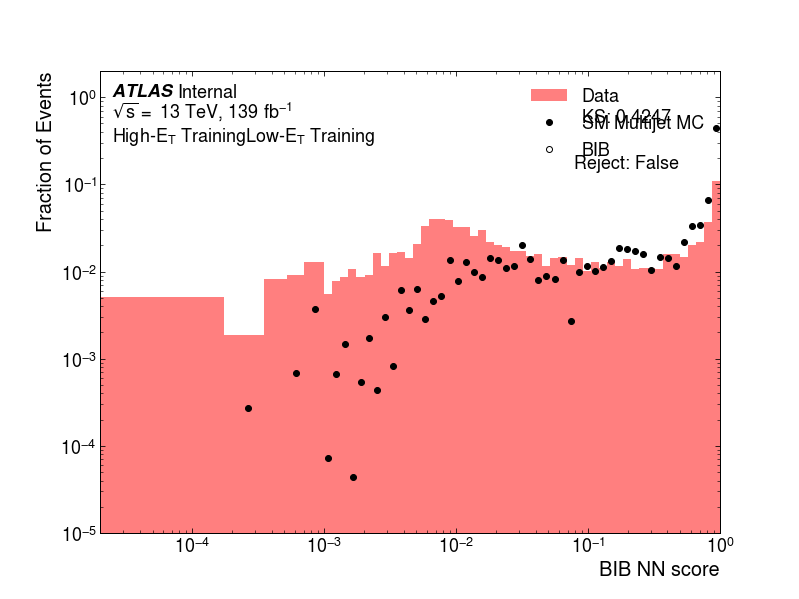 ATLAS Internal
√s = 13 TeV, 139 fb⁻¹
High-E_T TrainingLow-E_T Training
Data
KS: 0.4247
SM Multijet MC
BIB
Reject: False
Fraction of Events
10⁰
10⁻¹
10⁻²
10⁻³
10⁻⁴
10⁻⁵
10⁻⁴
10⁻³
10⁻²
10⁻¹
10⁰
BIB NN score